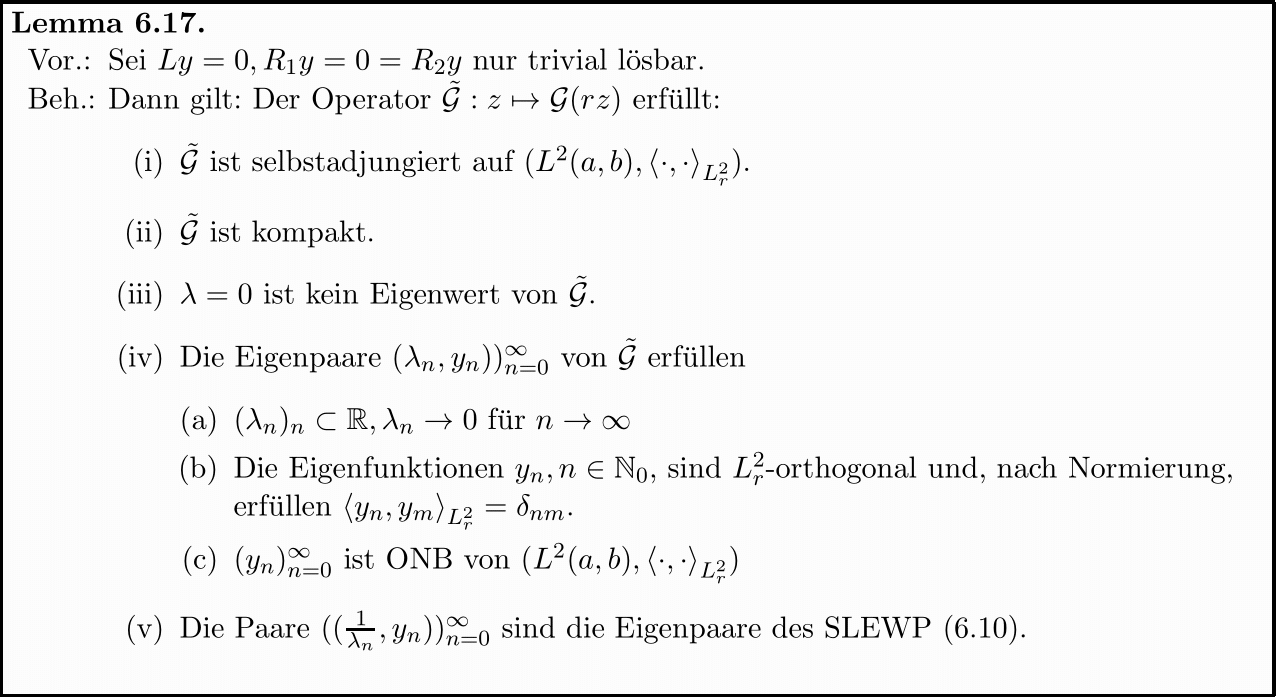 Lemma 6.17.
Vor.: Sei $Ly = 0, R_1y = 0 = R_2y$ nur trivial lösbar.
Beh.: Dann gilt: Der Operator $\tilde{\mathcal{G}} : z \mapsto \mathcal{G}(rz)$ erfüllt:
(i) $\tilde{\mathcal{G}}$ ist selbstadjungiert auf $(L^2(a, b), \langle\cdot, \cdot\rangle_{L^2_r})$.
(ii) $\tilde{\mathcal{G}}$ ist kompakt.
(iii) $\lambda = 0$ ist kein Eigenwert von $\tilde{\mathcal{G}}$.
(iv) Die Eigenpaare $(\lambda_n, y_n))_{n=0}^{\infty}$ von $\tilde{\mathcal{G}}$ erfüllen
(a) $(\lambda_n)_n \subset \mathbb{R}, \lambda_n \to 0$ für $n \to \infty$
(b) Die Eigenfunktionen $y_n, n \in \mathbb{N}_0$, sind $L^2_r$-orthogonal und, nach Normierung,
erfüllen $\langle y_n, y_m\rangle_{L^2_r} = \delta_{nm}$.
(c) $(y_n)_{n=0}^{\infty}$ ist ONB von $(L^2(a, b), \langle\cdot, \cdot\rangle_{L^2_r})$
(v) Die Paare $((\frac{1}{\lambda_n}, y_n))_{n=0}^{\infty}$ sind die Eigenpaare des SLEWP (6.10).